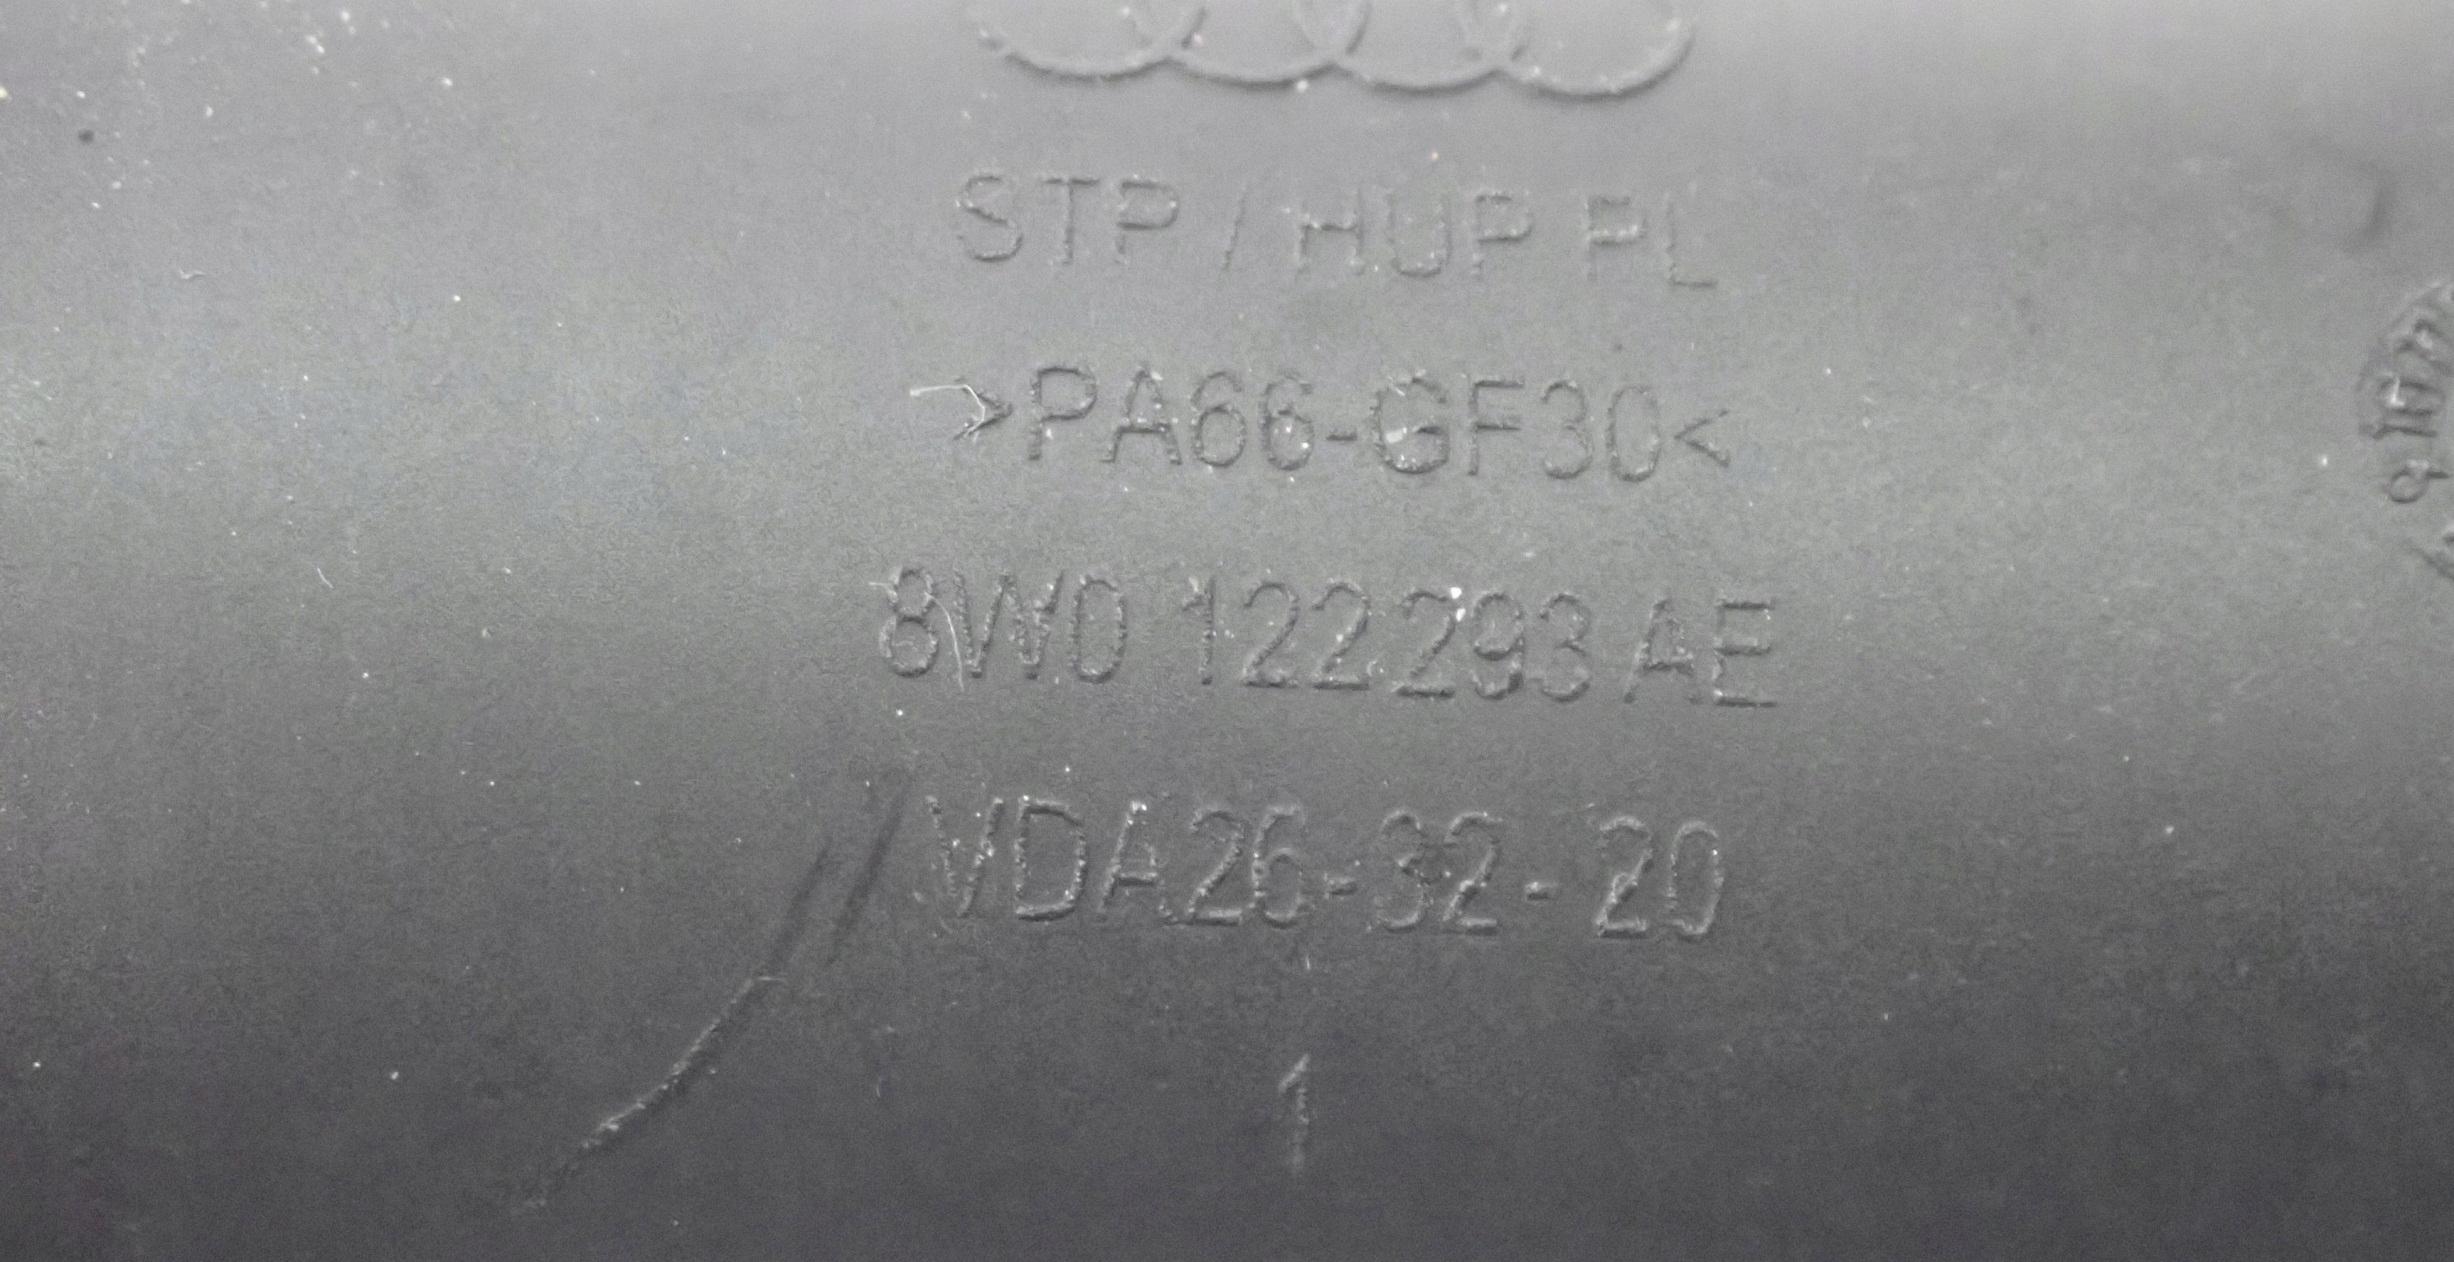 STP / HUP PL
>PA66-GF30<
8W0 122 293 AE
VDA26-32-20
1